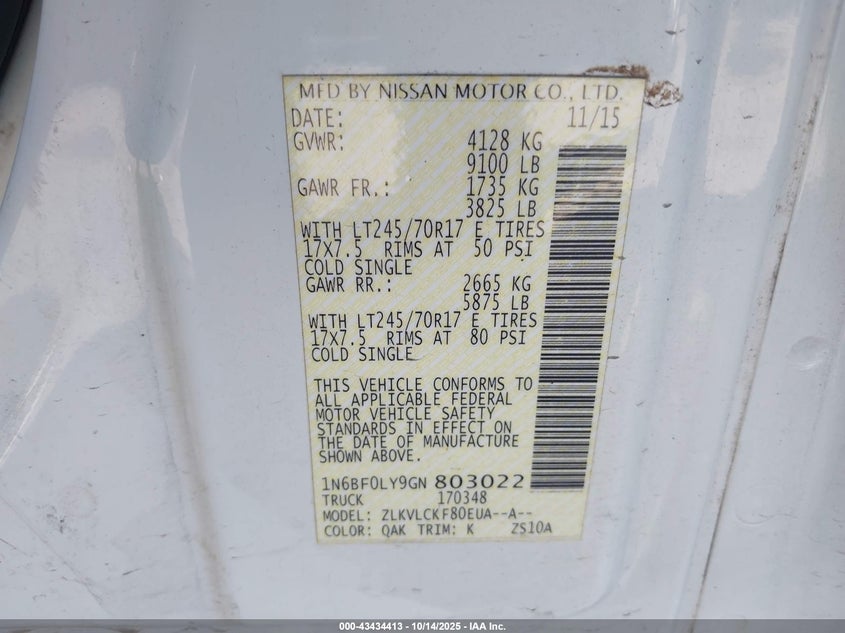 MFD BY NISSAN MOTOR CO., LTD.
DATE: 11/15
GVWR: 4128 KG
9100 LB
GAWR FR.: 1735 KG
3825 LB
WITH LT245/70R17 E TIRES
17X7.5 RIMS AT 50 PSI
COLD SINGLE
GAWR RR.: 2665 KG
5875 LB
WITH LT245/70R17 E TIRES
17X7.5 RIMS AT 80 PSI
COLD SINGLE
THIS VEHICLE CONFORMS TO
ALL APPLICABLE FEDERAL
MOTOR VEHICLE SAFETY
STANDARDS IN EFFECT ON
THE DATE OF MANUFACTURE
SHOWN ABOVE.
1N6BF0LY9GN 803022
TRUCK 170348
MODEL: ZLKVLCKF80EUA--A--
COLOR: QAK TRIM: K ZS10A
000-43434413 - 10/14/2025 - IAA Inc.